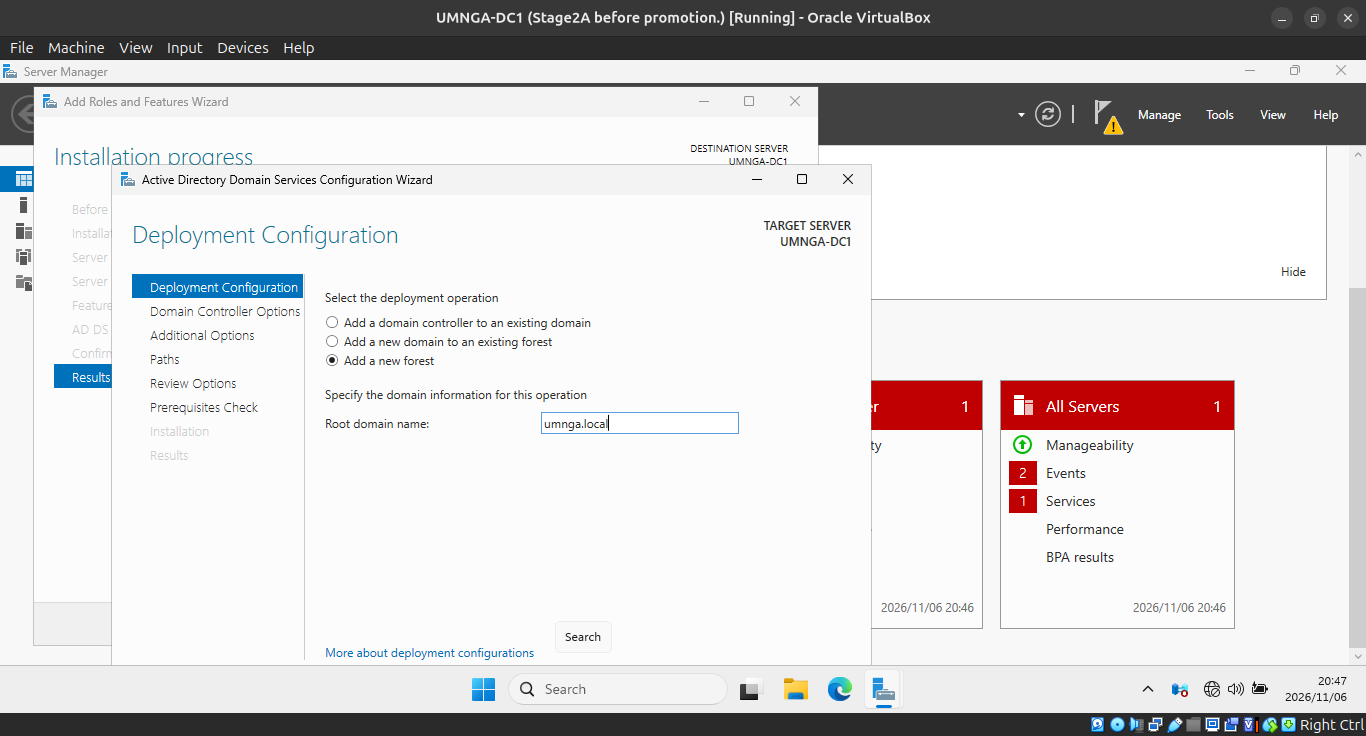 UMNGA-DC1 (Stage2A before promotion.) [Running] - Oracle VirtualBox
File Machine View Input Devices Help
Server Manager
Manage Tools View Help
Add Roles and Features Wizard
Installation progress
DESTINATION SERVER
UMNGA-DC1
Before
Server
Server
AD DS
Results
Active Directory Domain Services Configuration Wizard
Deployment Configuration
TARGET SERVER
UMNGA-DC1
Deployment Configuration
Domain Controller Options
Additional Options
Paths
Review Options
Prerequisites Check
Installation
Results
Select the deployment operation
Add a domain controller to an existing domain
Add a new domain to an existing forest
Add a new forest
Specify the domain information for this operation
Root domain name: umnga.local
More about deployment configurations
Search
Hide
1
2026/11/06 20:46
All Servers 1
Manageability
2 Events
1 Services
Performance
BPA results
2026/11/06 20:46
Search
20:47
2026/11/06
Right Ctrl